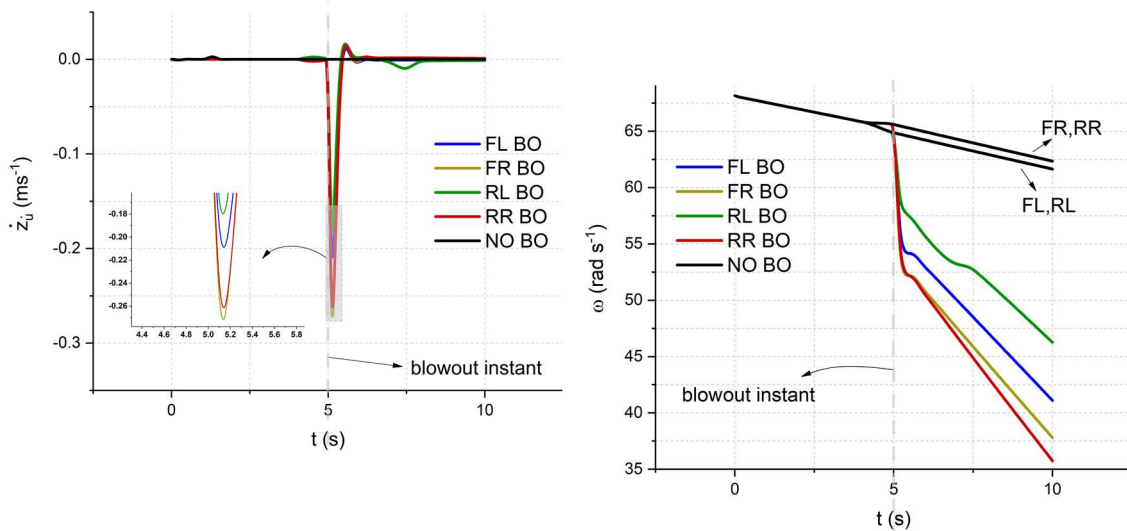 0.0
-0.1
-0.2
-0.3
ż_u (ms⁻¹)
FL BO
FR BO
RL BO
RR BO
NO BO
-0.18
-0.20
-0.22
-0.24
-0.26
4.4 4.6 4.8 5.0 5.2 5.4 5.6 5.8
blowout instant
0 5 10
t (s)
65
60
55
50
45
40
35
ω (rad s⁻¹)
FR,RR
FL,RL
FL BO
FR BO
RL BO
RR BO
NO BO
blowout instant
0 5 10
t (s)